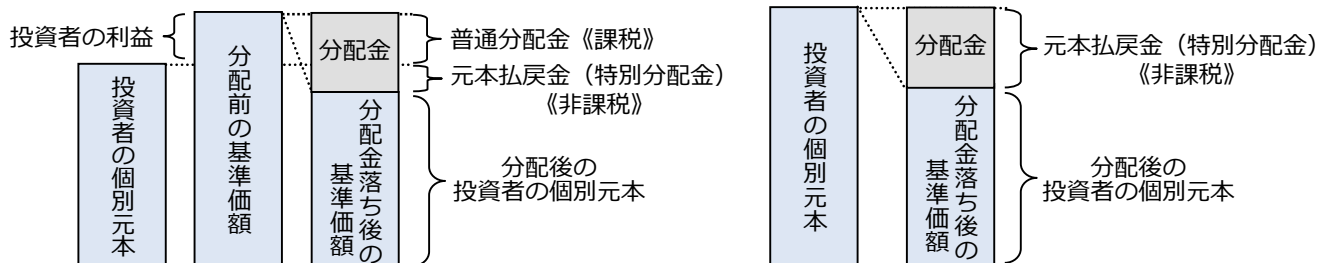 投資者の利益
投資者の個別元本
分配前の基準価額
分配金
分配金落ち後の
基準価額
普通分配金《課税》
元本払戻金（特別分配金）
《非課税》
分配後の
投資者の個別元本
投資者の個別元本
分配金
分配金落ち後の
基準価額
元本払戻金（特別分配金）
《非課税》
分配後の
投資者の個別元本